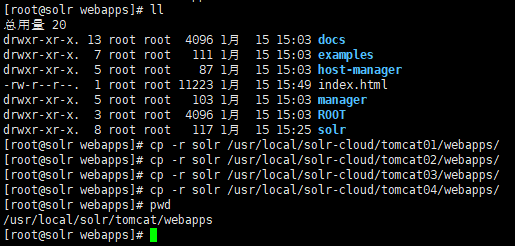 [root@solr webapps]# ll
总用量 20
drwxr-xr-x. 13 root root 4096 1月 15 15:03 docs
drwxr-xr-x. 7 root root 111 1月 15 15:03 examples
drwxr-xr-x. 5 root root 87 1月 15 15:03 host-manager
-rw-r--r--. 1 root root 11223 1月 15 15:49 index.html
drwxr-xr-x. 5 root root 103 1月 15 15:03 manager
drwxr-xr-x. 3 root root 4096 1月 15 15:03 ROOT
drwxr-xr-x. 8 root root 117 1月 15 15:25 solr
[root@solr webapps]# cp -r solr /usr/local/solr-cloud/tomcat01/webapps/
[root@solr webapps]# cp -r solr /usr/local/solr-cloud/tomcat02/webapps/
[root@solr webapps]# cp -r solr /usr/local/solr-cloud/tomcat03/webapps/
[root@solr webapps]# cp -r solr /usr/local/solr-cloud/tomcat04/webapps/
[root@solr webapps]# pwd
/usr/local/solr/tomcat/webapps
[root@solr webapps]#